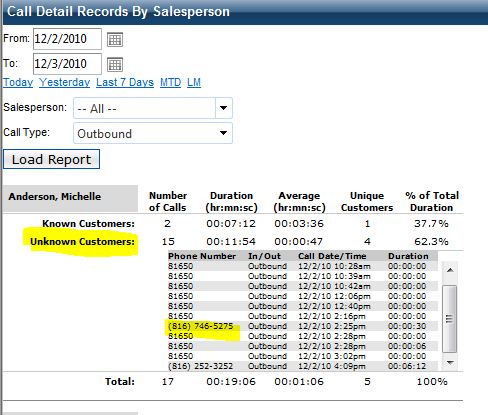 Call Detail Records By Salesperson
From: 12/2/2010
To: 12/3/2010
Today Yesterday Last 7 Days MTD LM
Salesperson: -- All --
Call Type: Outbound
Load Report
Anderson, Michelle Number of Calls Duration (hr:mn:sc) Average (hr:mn:sc) Unique Customers % of Total Duration
Known Customers: 2 00:07:12 00:03:36 1 37.7%
Unknown Customers: 15 00:11:54 00:00:47 4 62.3%
Phone Number In/Out Call Date/Time Duration
81650 Outbound 12/2/10 10:28am 00:00:00
81650 Outbound 12/2/10 10:39am 00:00:00
81650 Outbound 12/2/10 10:42am 00:00:00
81650 Outbound 12/2/10 12:06pm 00:00:00
81650 Outbound 12/2/10 12:40pm 00:00:00
81650 Outbound 12/2/10 2:16pm 00:00:00
(816) 746-5275 Outbound 12/2/10 2:25pm 00:00:30
81650 Outbound 12/2/10 2:28pm 00:00:00
81650 Outbound 12/2/10 2:28pm 00:00:06
81650 Outbound 12/2/10 3:02pm 00:00:00
(816) 252-3252 Outbound 12/2/10 4:09pm 00:06:12
Total: 17 00:19:06 00:01:06 5 100%